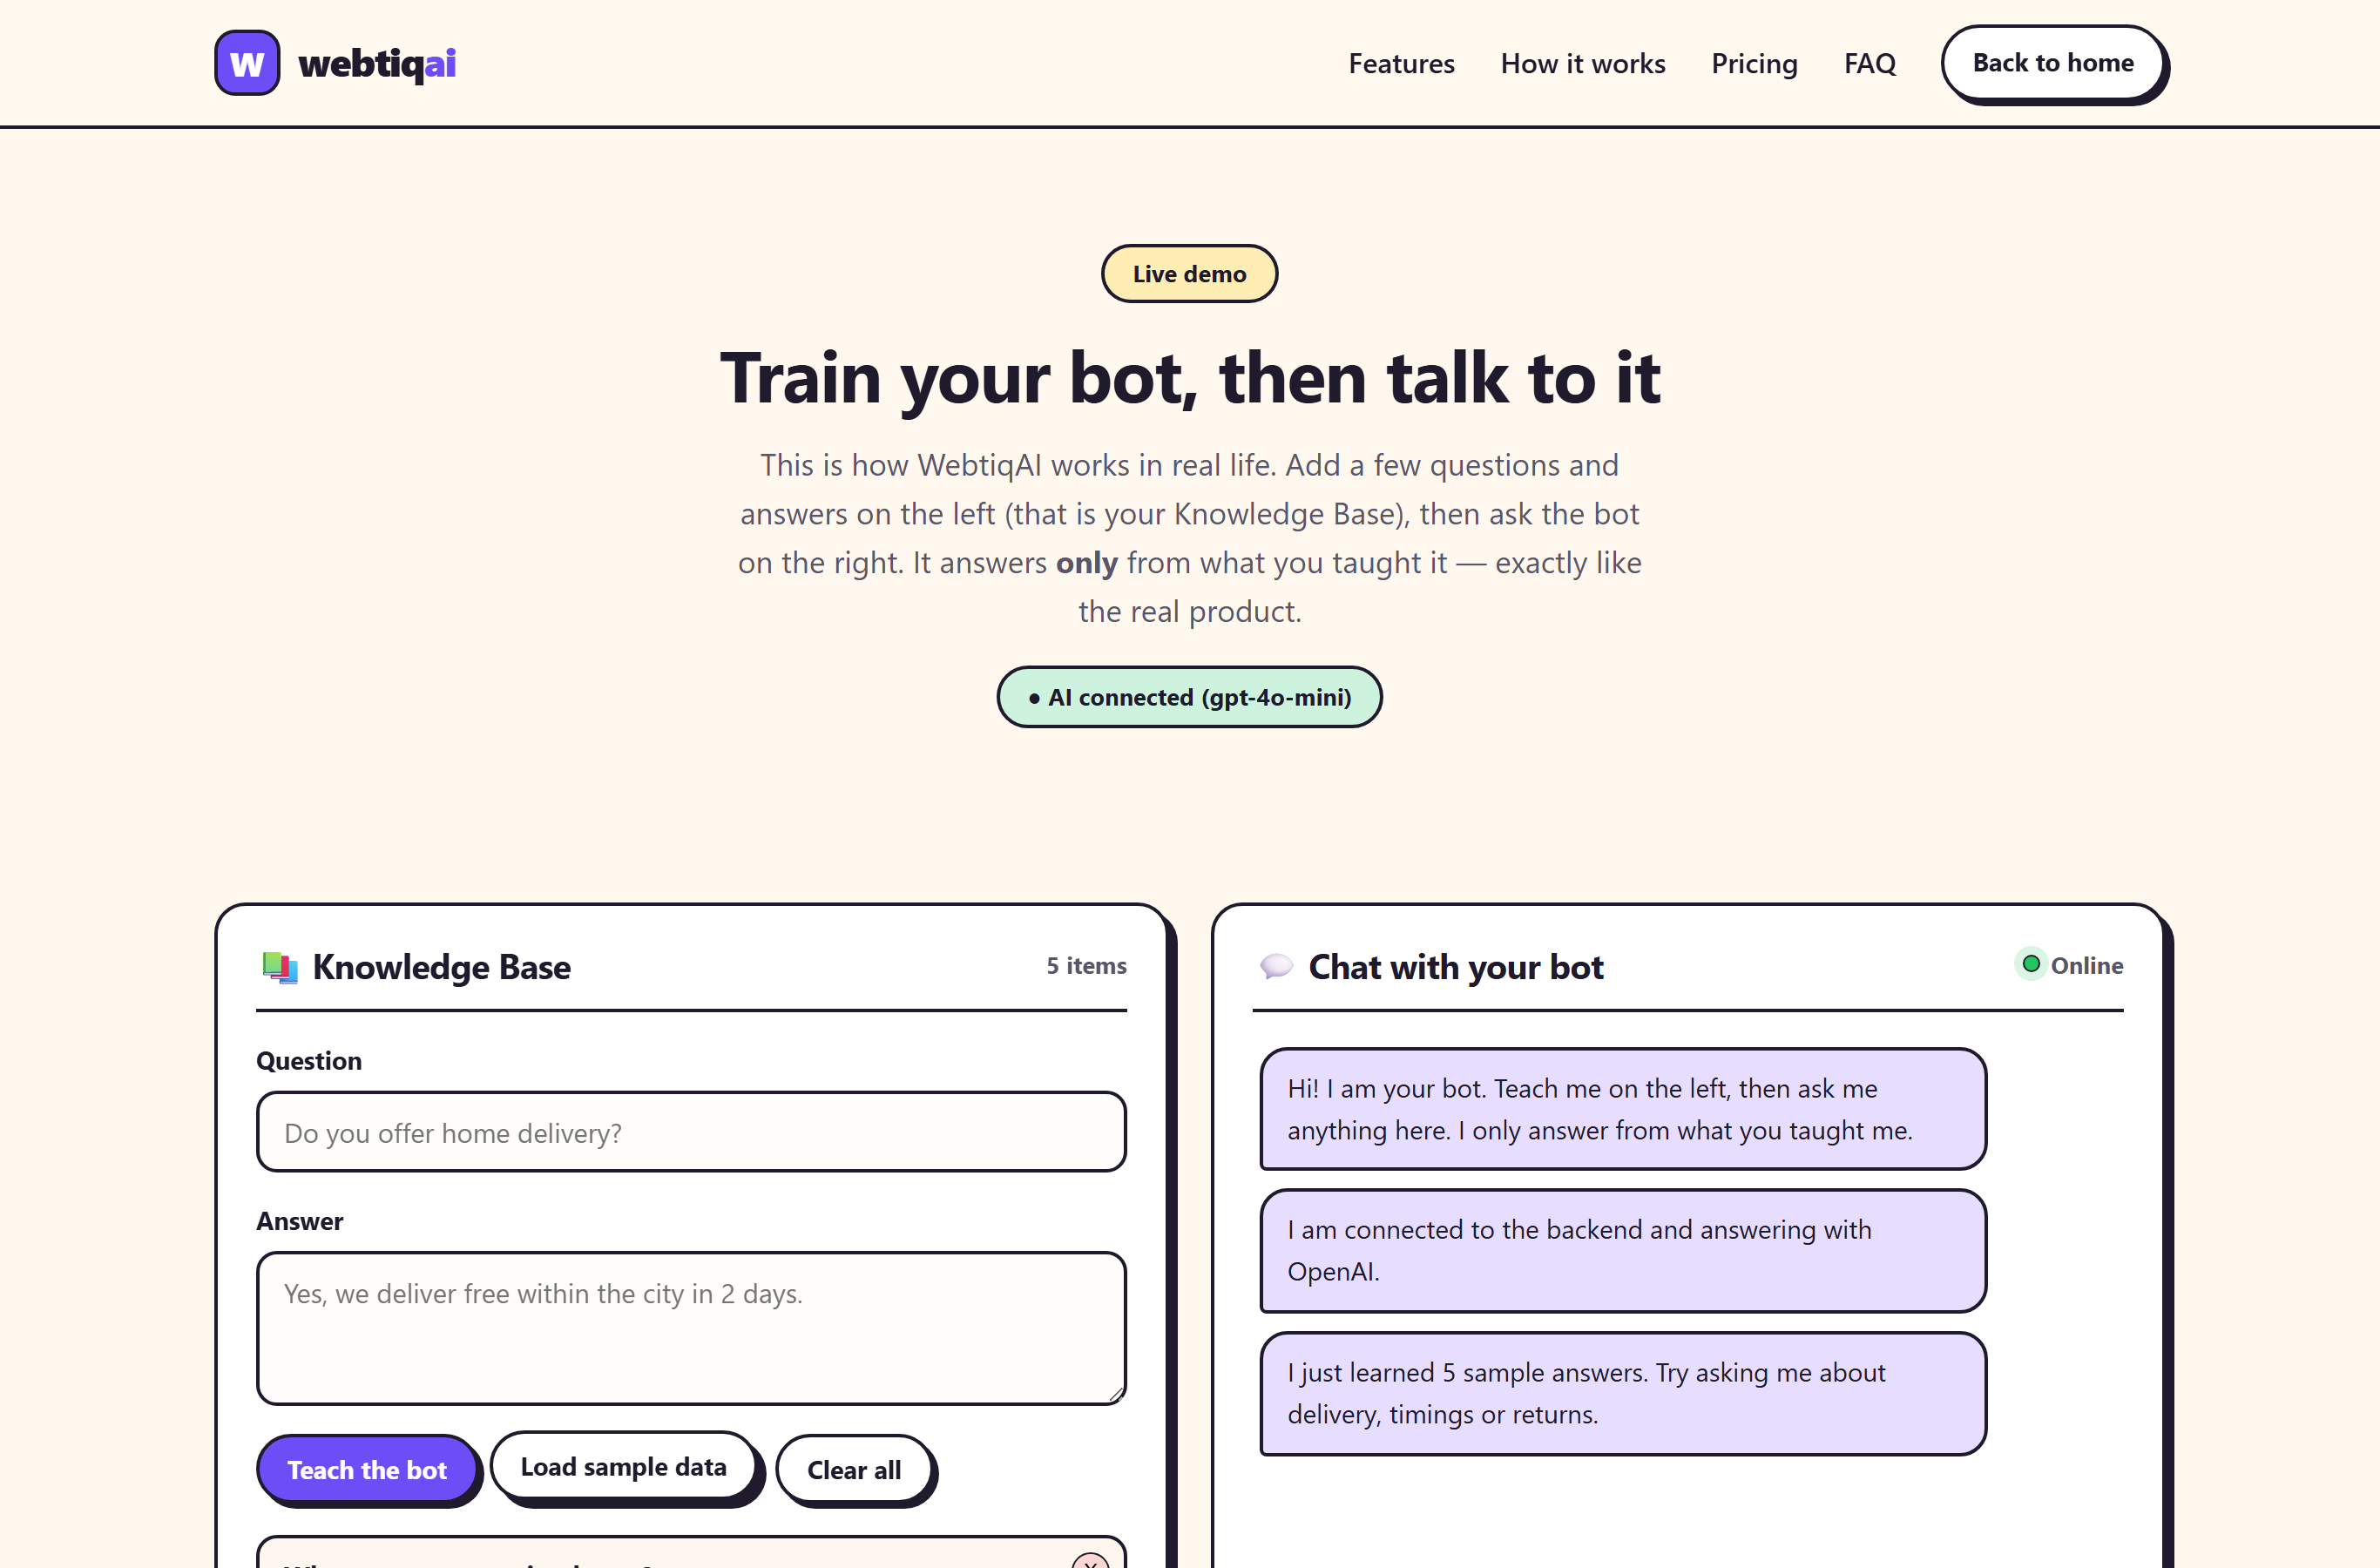 W webtiqai
Features How it works Pricing FAQ Back to home
Live demo
Train your bot, then talk to it
This is how WebtiqAI works in real life. Add a few questions and
answers on the left (that is your Knowledge Base), then ask the bot
on the right. It answers only from what you taught it — exactly like
the real product.
● AI connected (gpt-4o-mini)
Knowledge Base
5 items
Question
Do you offer home delivery?
Answer
Yes, we deliver free within the city in 2 days.
Teach the bot Load sample data Clear all
Chat with your bot
Online
Hi! I am your bot. Teach me on the left, then ask me
anything here. I only answer from what you taught me.
I am connected to the backend and answering with
OpenAI.
I just learned 5 sample answers. Try asking me about
delivery, timings or returns.